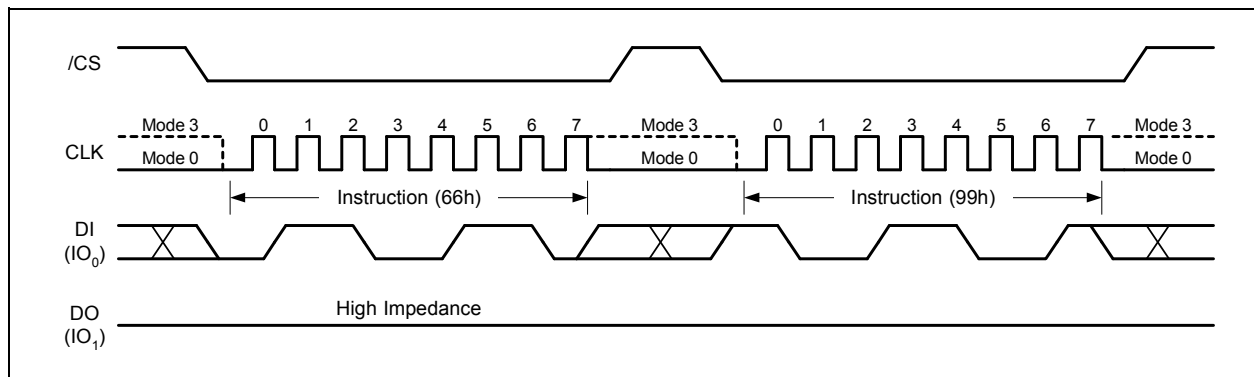 /CS
Mode 3 0 1 2 3 4 5 6 7 Mode 3 0 1 2 3 4 5 6 7 Mode 3
CLK
Mode 0 Mode 0 Mode 0
Instruction (66h) Instruction (99h)
DI
(IO0)
High Impedance
DO
(IO1)